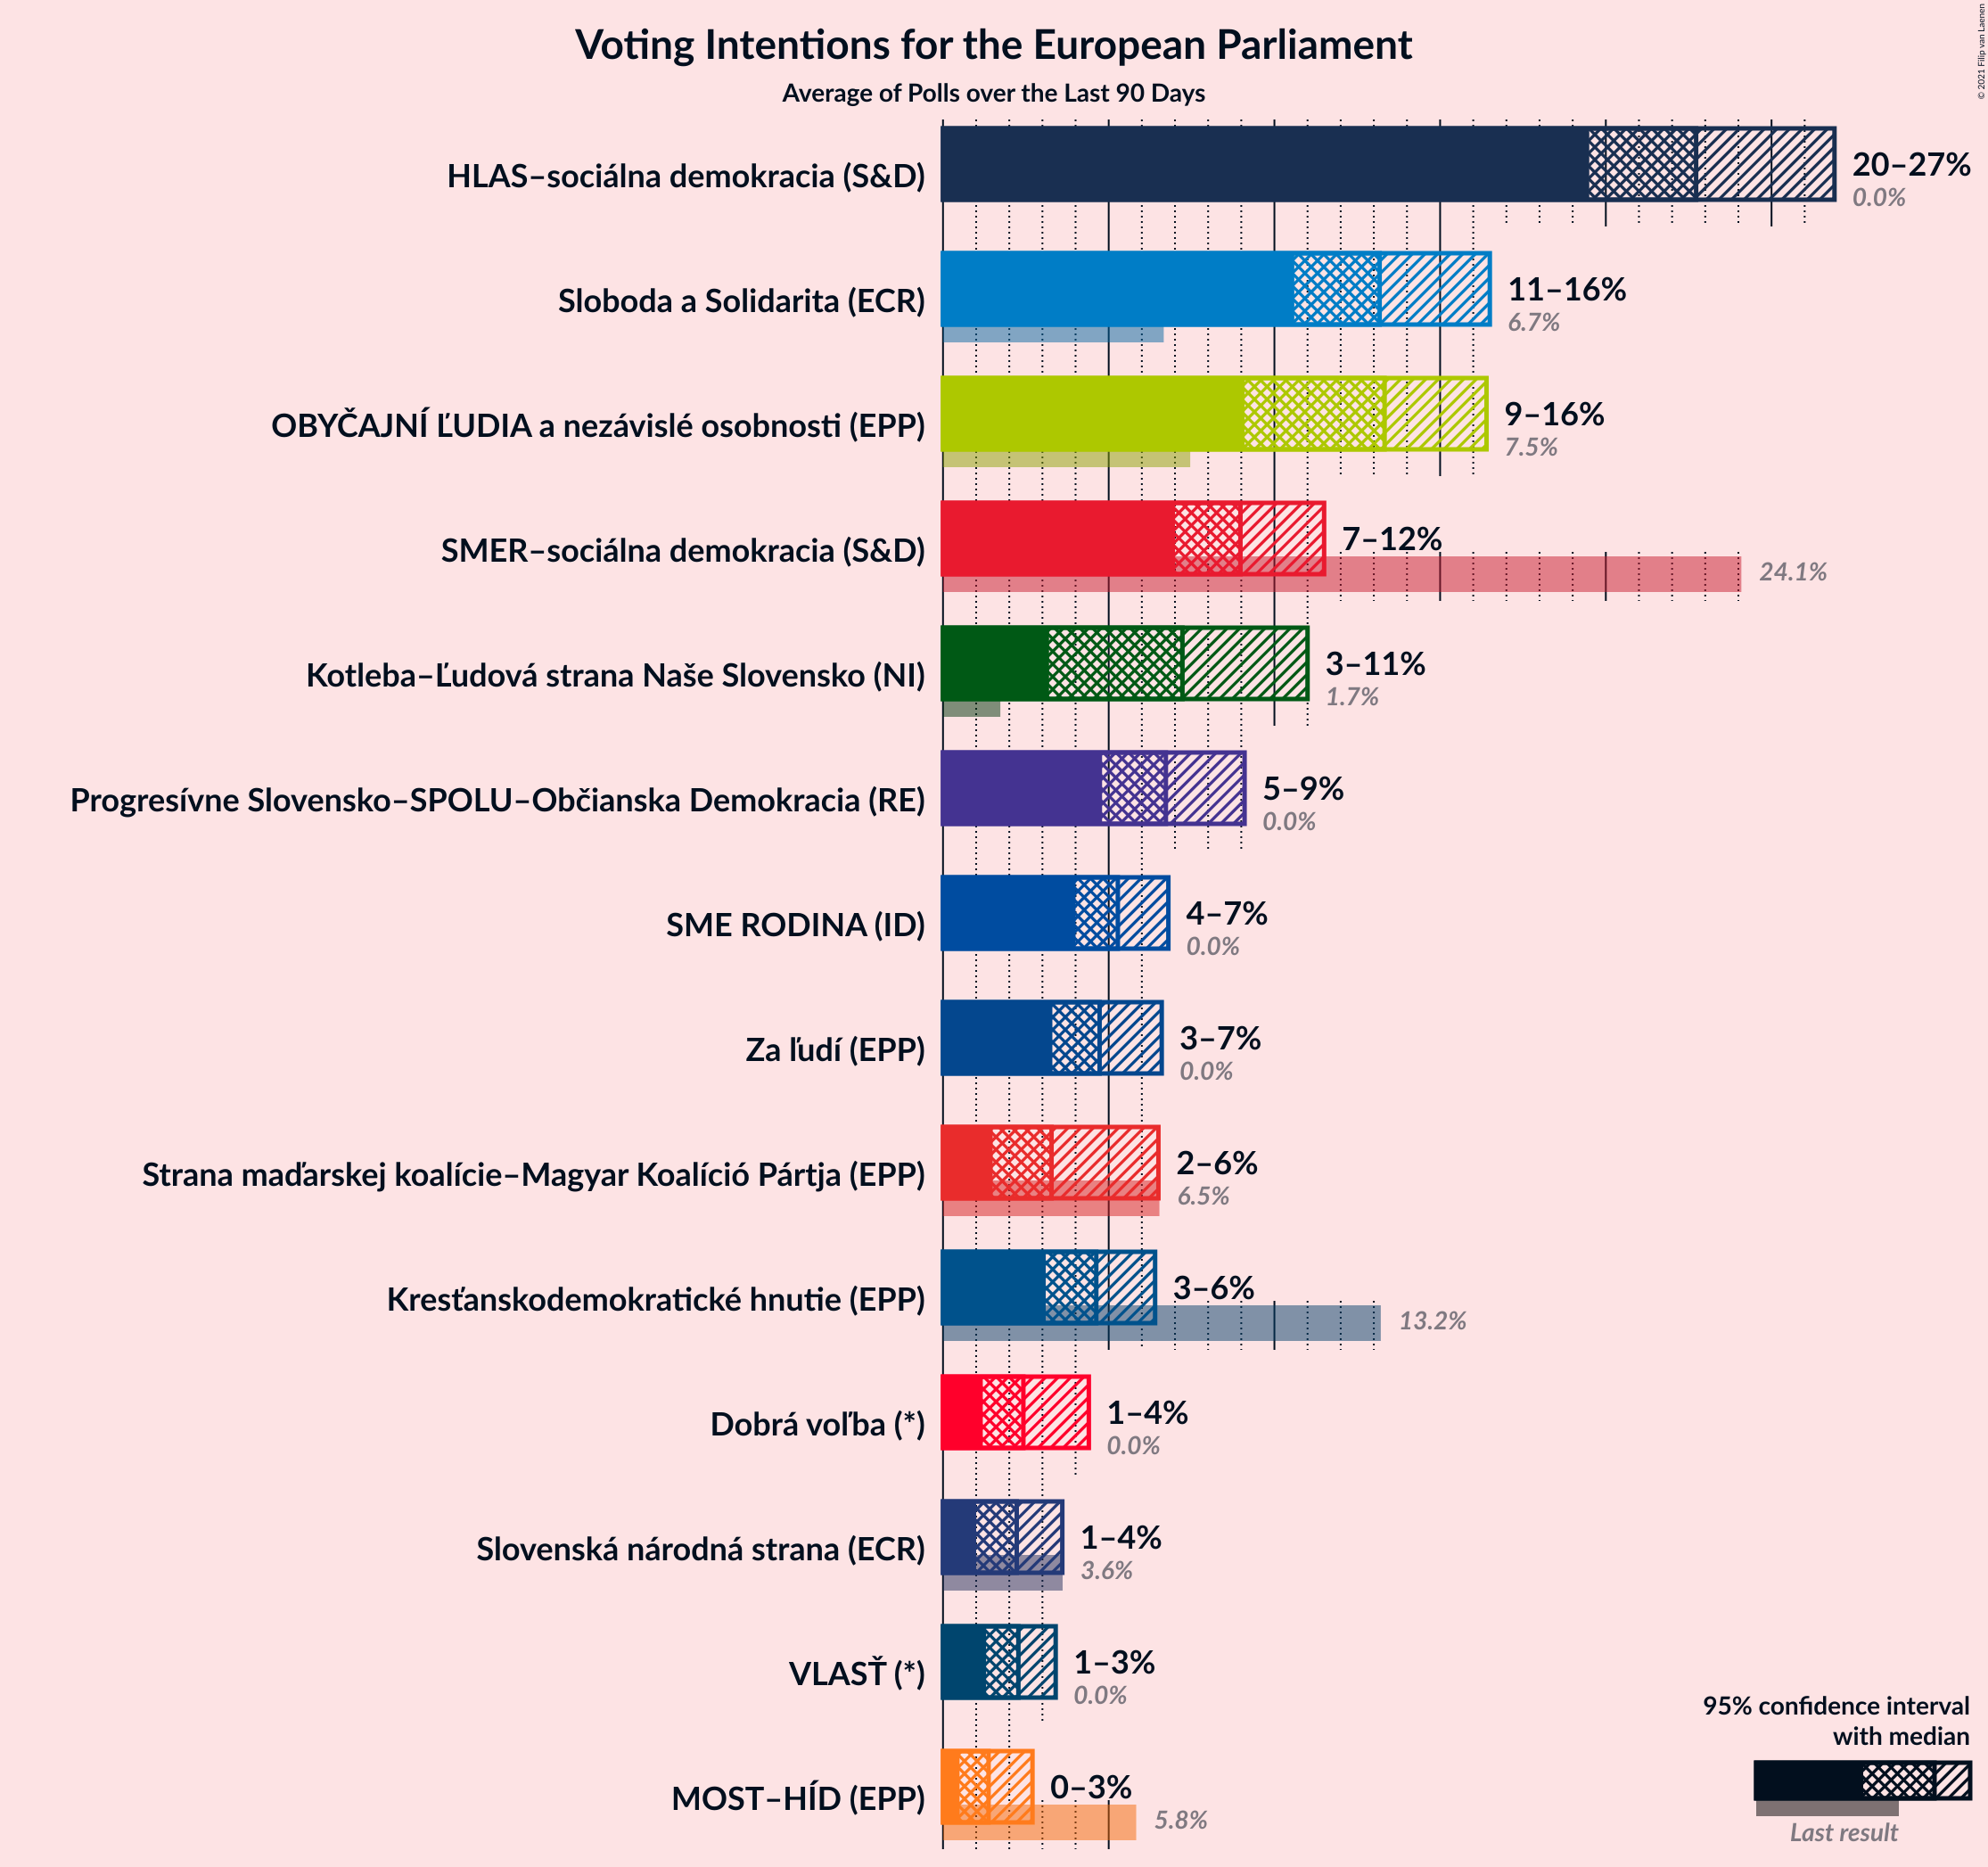 © 2021 Filip van Laenen
Voting Intentions for the European Parliament
Average of Polls over the Last 90 Days
HLAS–sociálna demokracia (S&D)
20–27%
0.0%
Sloboda a Solidarita (ECR)
11–16%
6.7%
OBYČAJNÍ ĽUDIA a nezávislé osobnosti (EPP)
9–16%
7.5%
SMER–sociálna demokracia (S&D)
7–12%
24.1%
Kotleba–Ľudová strana Naše Slovensko (NI)
3–11%
1.7%
Progresívne Slovensko–SPOLU–Občianska Demokracia (RE)
5–9%
0.0%
SME RODINA (ID)
4–7%
0.0%
Za ľudí (EPP)
3–7%
0.0%
Strana maďarskej koalície–Magyar Koalíció Pártja (EPP)
2–6%
6.5%
Kresťanskodemokratické hnutie (EPP)
3–6%
13.2%
Dobrá voľba (*)
1–4%
0.0%
Slovenská národná strana (ECR)
1–4%
3.6%
VLASŤ (*)
1–3%
0.0%
MOST–HÍD (EPP)
0–3%
5.8%
95% confidence interval
with median
Last result